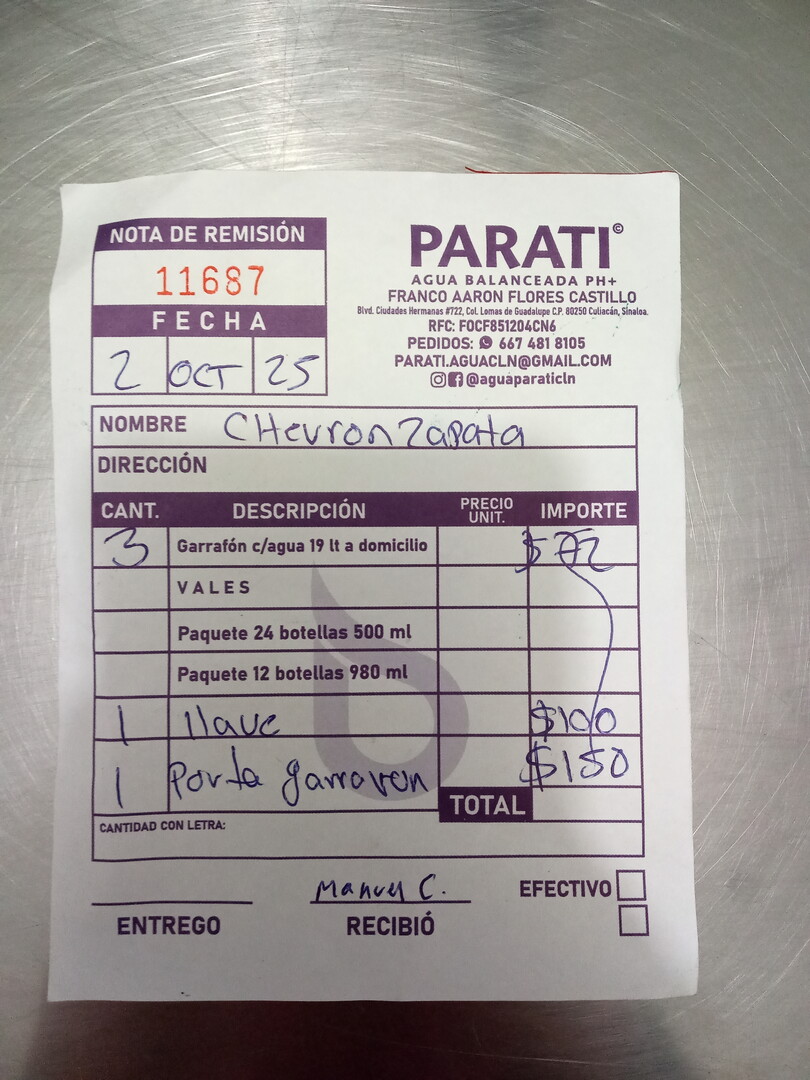 NOTA DE REMISIÓN
11687
FECHA
2 OCT 25
PARATI©
AGUA BALANCEADA PH+
FRANCO AARON FLORES CASTILLO
Blvd. Ciudades Hermanas #722, Col. Lomas de Guadalupe C.P. 80250 Culiacán, Sinaloa.
RFC: FOCF851204CN6
PEDIDOS: 667 481 8105
PARATI.AGUACLN@GMAIL.COM
@aguaparaticln
NOMBRE CHevron Zapata
DIRECCIÓN
CANT. DESCRIPCIÓN PRECIO UNIT. IMPORTE
3 Garrafón c/agua 19 lt a domicilio $72
VALES
Paquete 24 botellas 500 ml
Paquete 12 botellas 980 ml
1 llave $100
1 Porta garravon $150
TOTAL
CANTIDAD CON LETRA:
Manuel C.
ENTREGO RECIBIÓ EFECTIVO